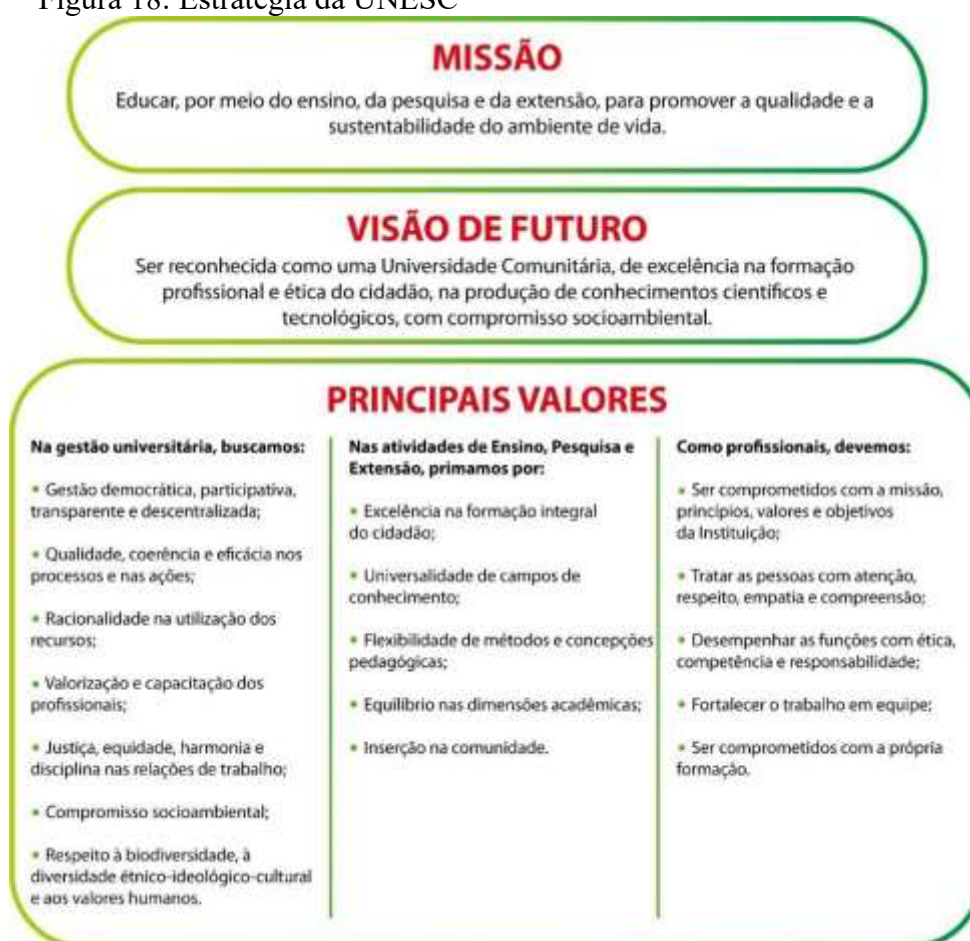 Figura 18: Estratégia da UNESC
MISSÃO
Educar, por meio do ensino, da pesquisa e da extensão, para promover a qualidade e a
sustentabilidade do ambiente de vida.
VISÃO DE FUTURO
Ser reconhecida como uma Universidade Comunitária, de excelência na formação
profissional e ética do cidadão, na produção de conhecimentos científicos e
tecnológicos, com compromisso socioambiental.
PRINCIPAIS VALORES
Na gestão universitária, buscamos:
• Gestão democrática, participativa,
transparente e descentralizada;
• Qualidade, coerência e eficácia nos
processos e nas ações;
• Racionalidade na utilização dos
recursos;
• Valorização e capacitação dos
profissionais;
• Justiça, equidade, harmonia e
disciplina nas relações de trabalho;
• Compromisso socioambiental;
• Respeito à biodiversidade, à
diversidade étnico-ideológico-cultural
e aos valores humanos.
Nas atividades de Ensino, Pesquisa e
Extensão, primamos por:
• Excelência na formação integral
do cidadão;
• Universalidade de campos de
conhecimento;
• Flexibilidade de métodos e concepções
pedagógicas;
• Equilíbrio nas dimensões acadêmicas;
• Inserção na comunidade.
Como profissionais, devemos:
• Ser comprometidos com a missão,
princípios, valores e objetivos
da Instituição;
• Tratar as pessoas com atenção,
respeito, empatia e compreensão;
• Desempenhar as funções com ética,
competência e responsabilidade;
• Fortalecer o trabalho em equipe;
• Ser comprometidos com a própria
formação.